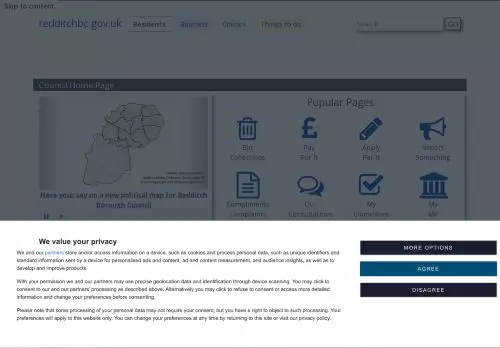 Skip to content
redditchbc.gov.uk
Residents
Business
Council
Things to do
Search
GO
Council Home Page
Popular Pages
Bin
Collections
Pay
For It
Apply
For It
Report
Something
Have your say on a new political map for Redditch
Borough Council
Compliments
Complaints
Our
Consultations
My
Councillors
My
MP
We value your privacy
We and our partners store and/or access information on a device, such as cookies and process personal data, such as unique identifiers and
standard information sent by a device for personalised ads and content, ad and content measurement, and audience insights, as well as to
develop and improve products.
With your permission we and our partners may use precise geolocation data and identification through device scanning. You may click to
consent to our and our partners' processing as described above. Alternatively you may click to refuse to consent or access more detailed
information and change your preferences before consenting.
Please note that some processing of your personal data may not require your consent, but you have a right to object to such processing. Your
preferences will apply to this website only. You can change your preferences at any time by returning to this site or visit our privacy policy.
MORE OPTIONS
AGREE
DISAGREE